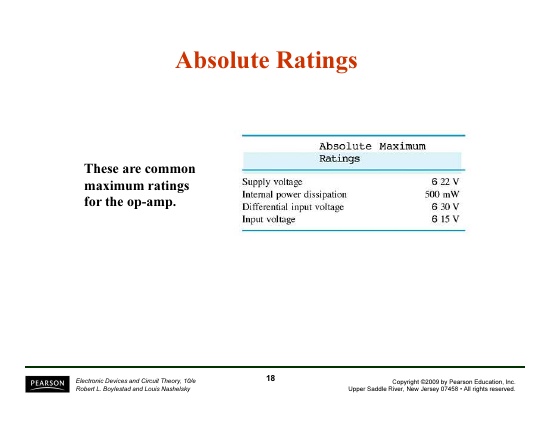 Absolute Ratings
These are common
maximum ratings
for the op-amp.
Absolute Maximum
Ratings
Supply voltage 6 22 V
Internal power dissipation 500 mW
Differential input voltage 6 30 V
Input voltage 6 15 V
PEARSON
Electronic Devices and Circuit Theory, 10/e
Robert L. Boylestad and Louis Nashelsky
18
Copyright ©2009 by Pearson Education, Inc.
Upper Saddle River, New Jersey 07458 • All rights reserved.